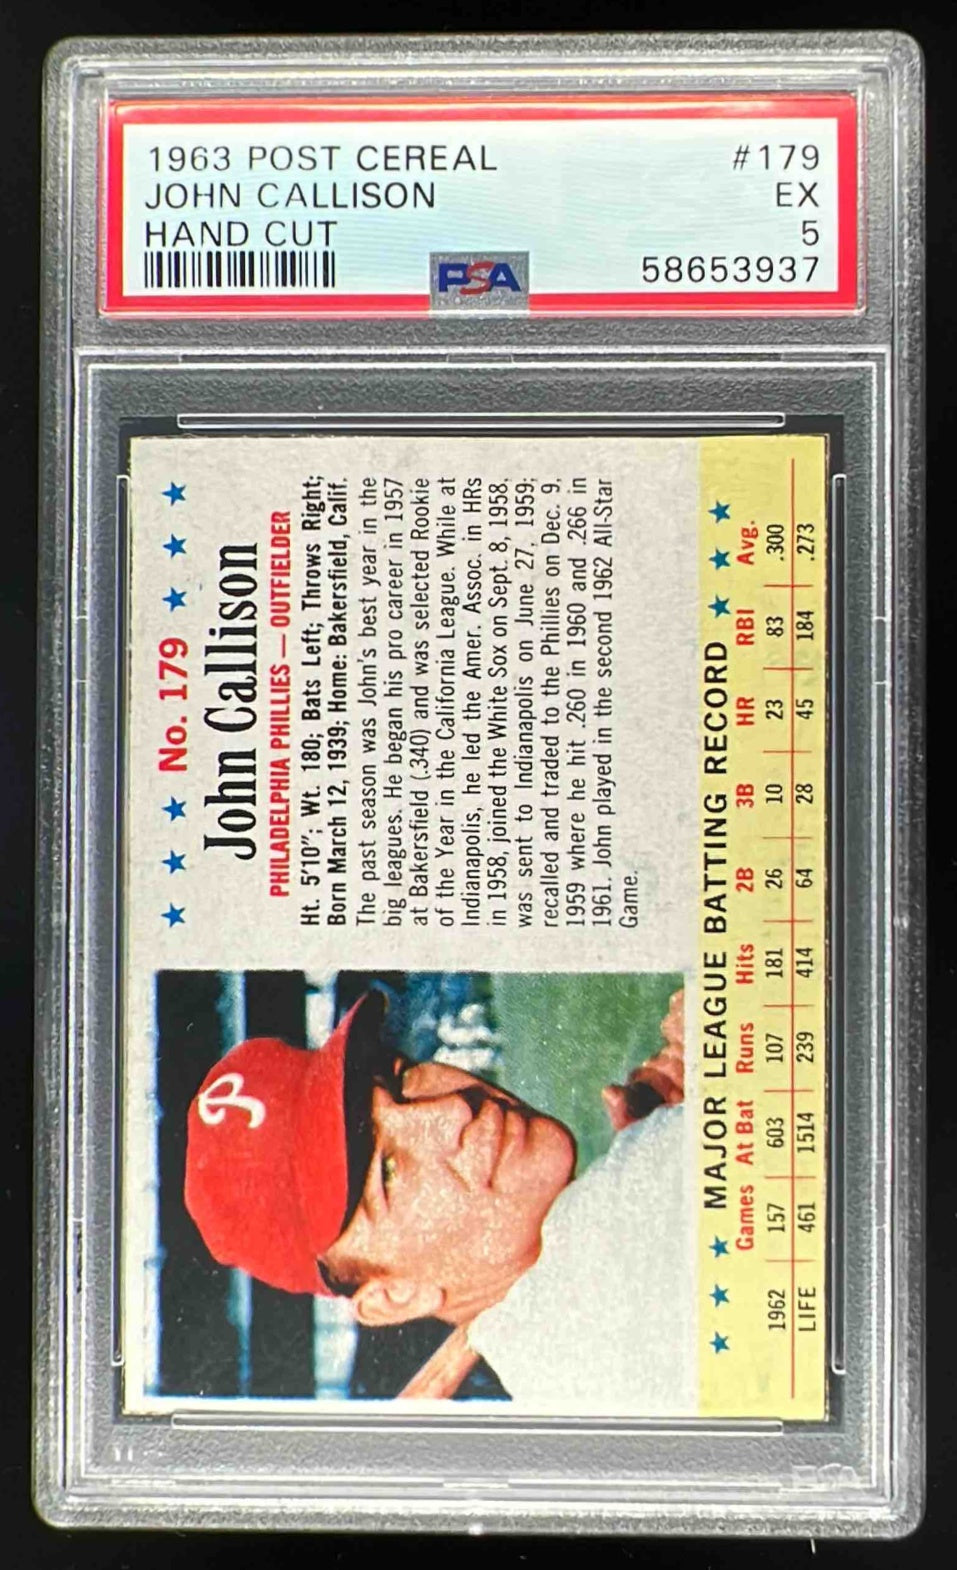 1963 POST CEREAL #179
JOHN CALLISON EX
HAND CUT 5
58653937
PSA
No. 179
John Callison
PHILADELPHIA PHILLIES — OUTFIELDER
Ht. 5'10"; Wt. 180; Bats Left; Throws Right;
Born March 12, 1939; Home: Bakersfield, Calif.
The past season was John's best year in the
big leagues. He began his pro career in 1957
at Bakersfield (.340) and was selected Rookie
of the Year in the California League. While at
Indianapolis, he led the Amer. Assoc. in HRs
in 1958, joined the White Sox on Sept. 8, 1958,
was sent to Indianapolis on June 27, 1959;
recalled and traded to the Phillies on Dec. 9,
1959 where he hit .260 in 1960 and .266 in
1961. John played in the second 1962 All-Star
Game.
P
MAJOR LEAGUE BATTING RECORD
Games At Bat Runs Hits 2B 3B HR RBI Avg.
1962 157 603 107 181 26 10 23 83 .300
LIFE 461 1514 239 414 64 28 45 184 .273